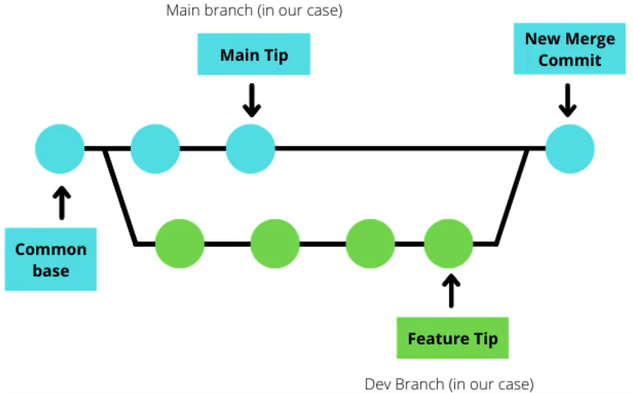 Main branch (in our case)
Main Tip
New Merge
Commit
Common
base
Feature Tip
Dev Branch (in our case)